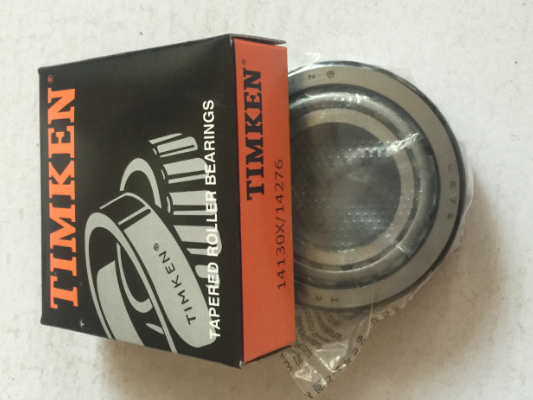 TIMKEN®
TIMKEN®
TAPERED ROLLER BEARINGS
TIMKEN®
14130X/14276